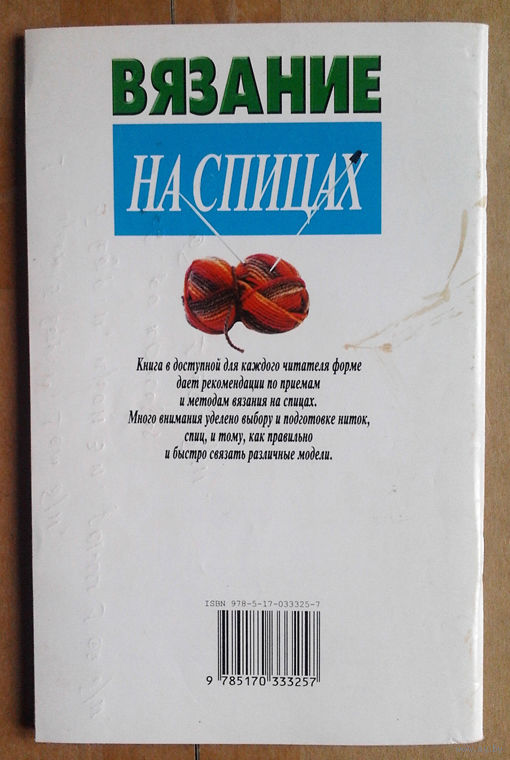 ВЯЗАНИЕ
НА СПИЦАХ
Книга в доступной для каждого читателя форме
дает рекомендации по приемам
и методам вязания на спицах.
Много внимания уделено выбору и подготовке ниток,
спиц, и тому, как правильно
и быстро связать различные модели.
ISBN 978-5-17-033325-7
9 785170 333257